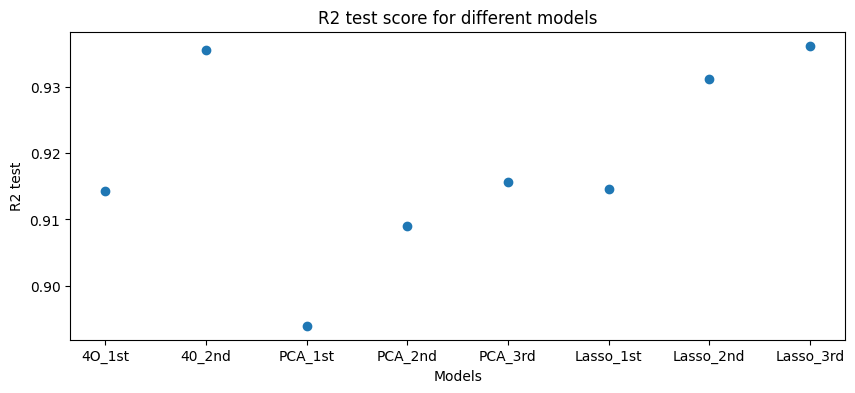 R2 test score for different models
R2 test
0.93
0.92
0.91
0.90
4O_1st 40_2nd PCA_1st PCA_2nd PCA_3rd Lasso_1st Lasso_2nd Lasso_3rd
Models